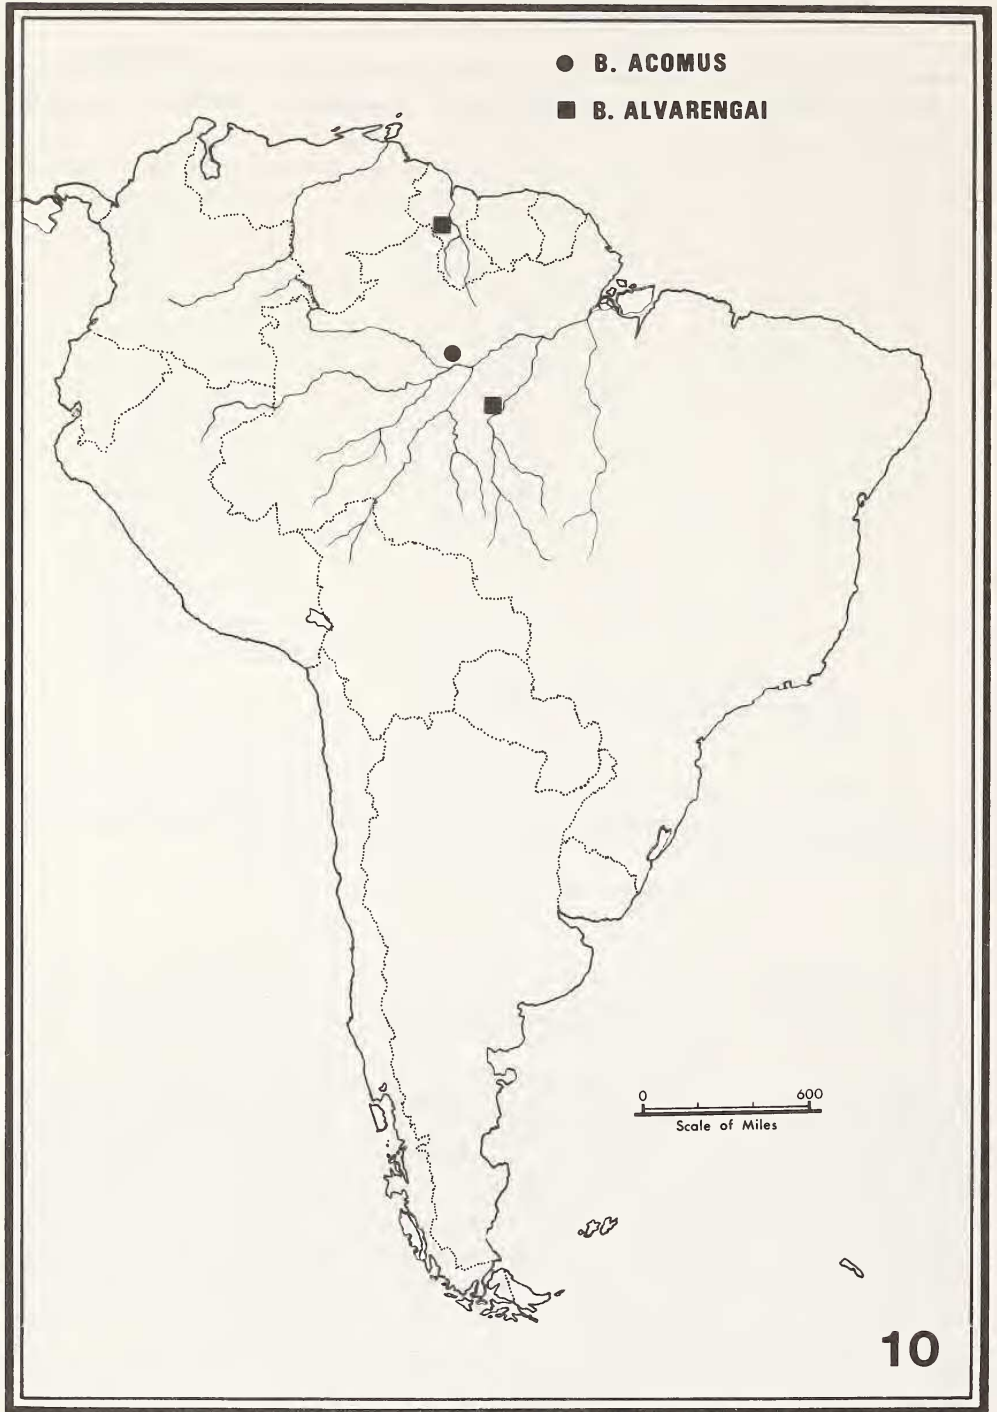 ● B. ACOMUS
■ B. ALVARENGAI
0 600
Scale of Miles
10